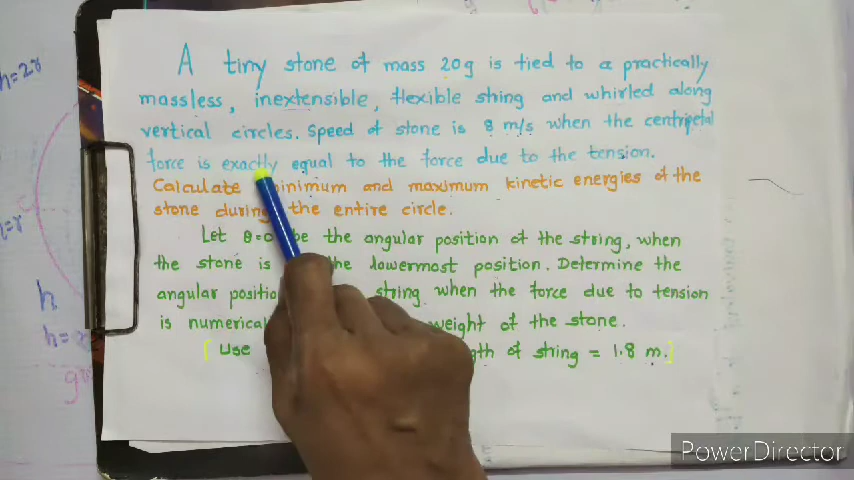 A tiny stone of mass 20g is tied to a practically
massless, inextensible, flexible string and whirled along
vertical circles. Speed of stone is 8 m/s when the centripetal
force is exactly equal to the force due to the tension.
Calculate minimum and maximum kinetic energies of the
stone during the entire circle.
Let θ=0 be the angular position of the string, when
the stone is the lowermost position. Determine the
angular string when the force due to tension
is weight of the stone.
[Use of string = 1.8 m.]
h=2r
h=r
h
PowerDirector